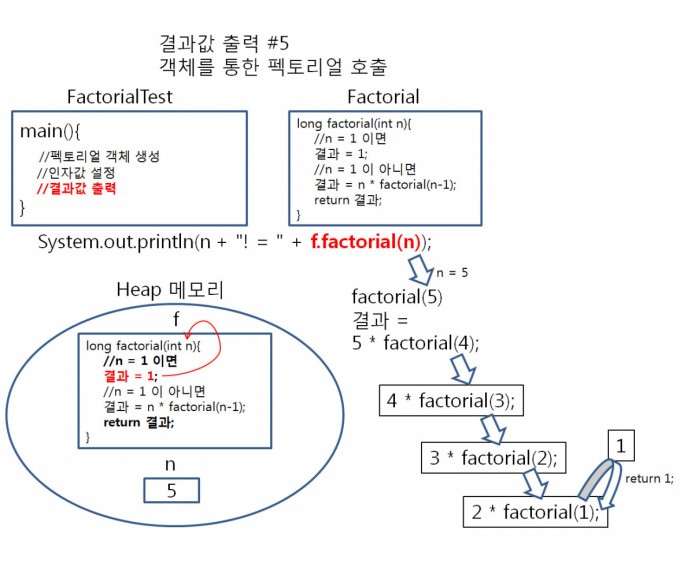 결과값 출력 #5
객체를 통한 펙토리얼 호출
FactorialTest
main(){
//펙토리얼 객체 생성
//인자값 설정
//결과값 출력
}
Factorial
long factorial(int n){
//n = 1 이면
결과 = 1;
//n = 1 이 아니면
결과 = n * factorial(n-1);
return 결과;
}
System.out.println(n + "! = " + f.factorial(n));
n = 5
Heap 메모리
f
long factorial(int n){
//n = 1 이면
결과 = 1;
//n = 1 이 아니면
결과 = n * factorial(n-1);
return 결과;
}
n
5
factorial(5)
결과 =
5 * factorial(4);
4 * factorial(3);
3 * factorial(2);
1
return 1;
2 * factorial(1);